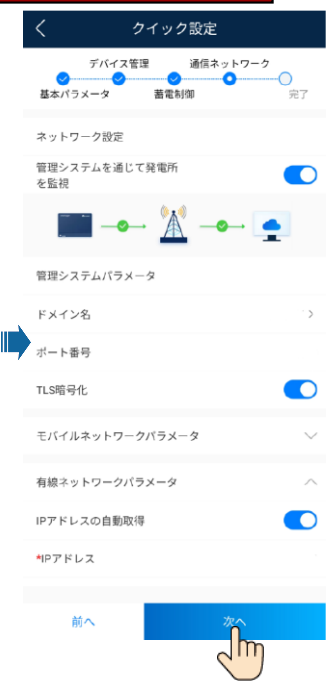 クイック設定
デバイス管理 通信ネットワーク
基本パラメータ 蓄電制御 完了
ネットワーク設定
管理システムを通じて発電所
を監視
管理システムパラメータ
ドメイン名
ポート番号
TLS暗号化
モバイルネットワークパラメータ
有線ネットワークパラメータ
IPアドレスの自動取得
*IPアドレス
前へ 次へ